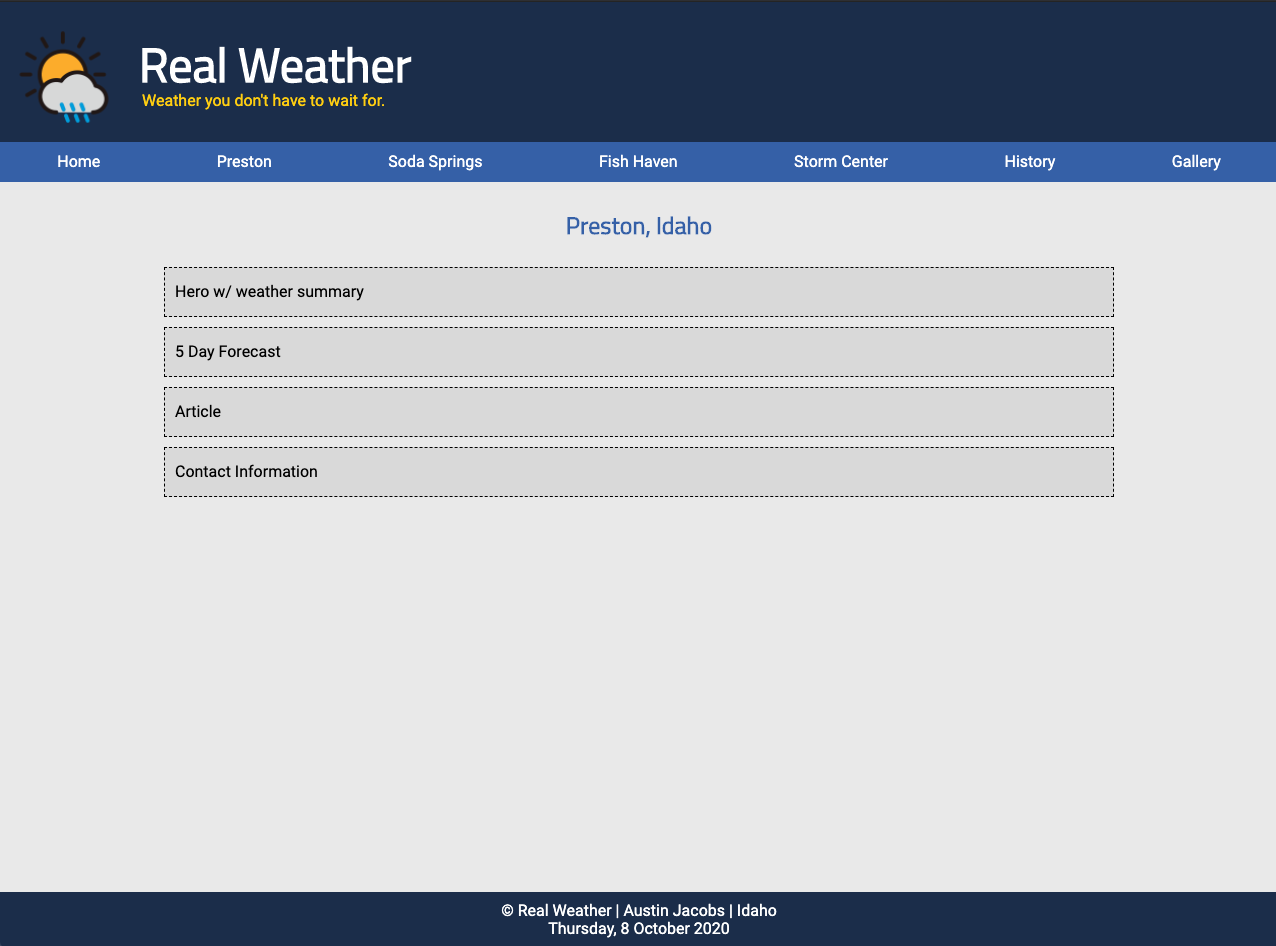 Real Weather
Weather you don't have to wait for.
Home Preston Soda Springs Fish Haven Storm Center History Gallery
Preston, Idaho
Hero w/ weather summary
5 Day Forecast
Article
Contact Information
© Real Weather | Austin Jacobs | Idaho
Thursday, 8 October 2020